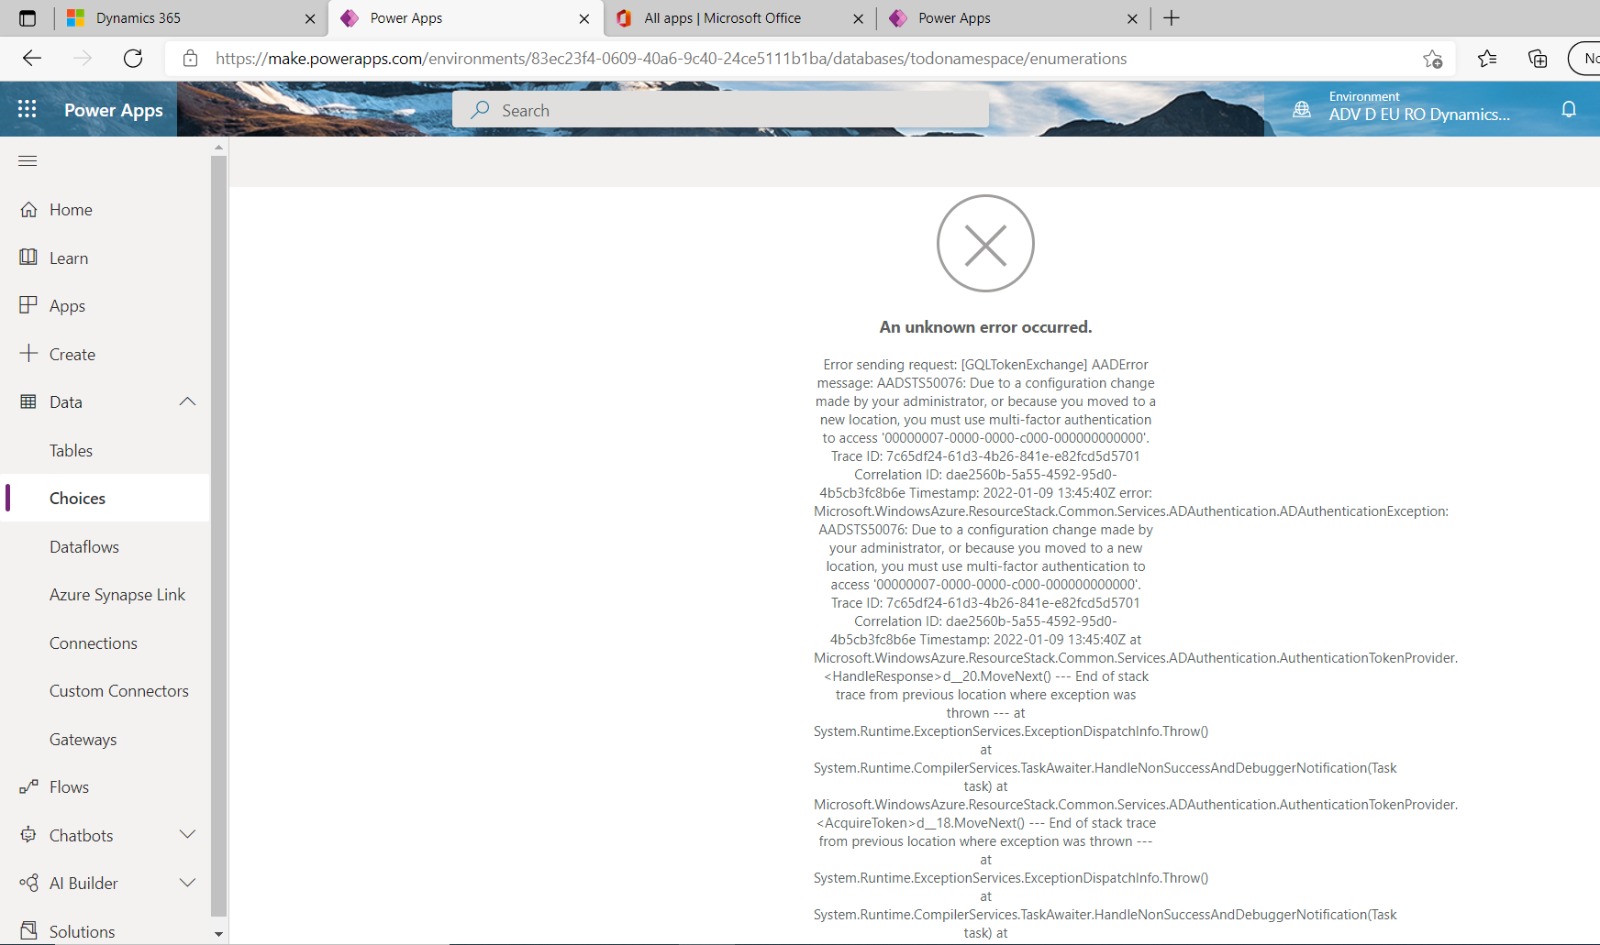 Dynamics 365
Power Apps
All apps | Microsoft Office
Power Apps
https://make.powerapps.com/environments/83ec23f4-0609-40a6-9c40-24ce5111b1ba/databases/todonamespace/enumerations
Power Apps
Search
Environment
ADV D EU RO Dynamics...
Home
Learn
Apps
Create
Data
Tables
Choices
Dataflows
Azure Synapse Link
Connections
Custom Connectors
Gateways
Flows
Chatbots
AI Builder
Solutions
An unknown error occurred.
Error sending request: [GQLTokenExchange] AADError
message: AADSTS50076: Due to a configuration change
made by your administrator, or because you moved to a
new location, you must use multi-factor authentication
to access '00000007-0000-0000-c000-000000000000'.
Trace ID: 7c65df24-61d3-4b26-841e-e82fcd5d5701
Correlation ID: dae2560b-5a55-4592-95d0-
4b5cb3fc8b6e Timestamp: 2022-01-09 13:45:40Z error:
Microsoft.WindowsAzure.ResourceStack.Common.Services.ADAuthentication.ADAuthenticationException:
AADSTS50076: Due to a configuration change made by
your administrator, or because you moved to a new
location, you must use multi-factor authentication to
access '00000007-0000-0000-c000-000000000000'.
Trace ID: 7c65df24-61d3-4b26-841e-e82fcd5d5701
Correlation ID: dae2560b-5a55-4592-95d0-
4b5cb3fc8b6e Timestamp: 2022-01-09 13:45:40Z at
Microsoft.WindowsAzure.ResourceStack.Common.Services.ADAuthentication.AuthenticationTokenProvider.
<HandleResponse>d__20.MoveNext() --- End of stack
trace from previous location where exception was
thrown --- at
System.Runtime.ExceptionServices.ExceptionDispatchInfo.Throw()
at
System.Runtime.CompilerServices.TaskAwaiter.HandleNonSuccessAndDebuggerNotification(Task
task) at
Microsoft.WindowsAzure.ResourceStack.Common.Services.ADAuthentication.AuthenticationTokenProvider.
<AcquireToken>d__18.MoveNext() --- End of stack trace
from previous location where exception was thrown ---
at
System.Runtime.ExceptionServices.ExceptionDispatchInfo.Throw()
at
System.Runtime.CompilerServices.TaskAwaiter.HandleNonSuccessAndDebuggerNotification(Task
task) at